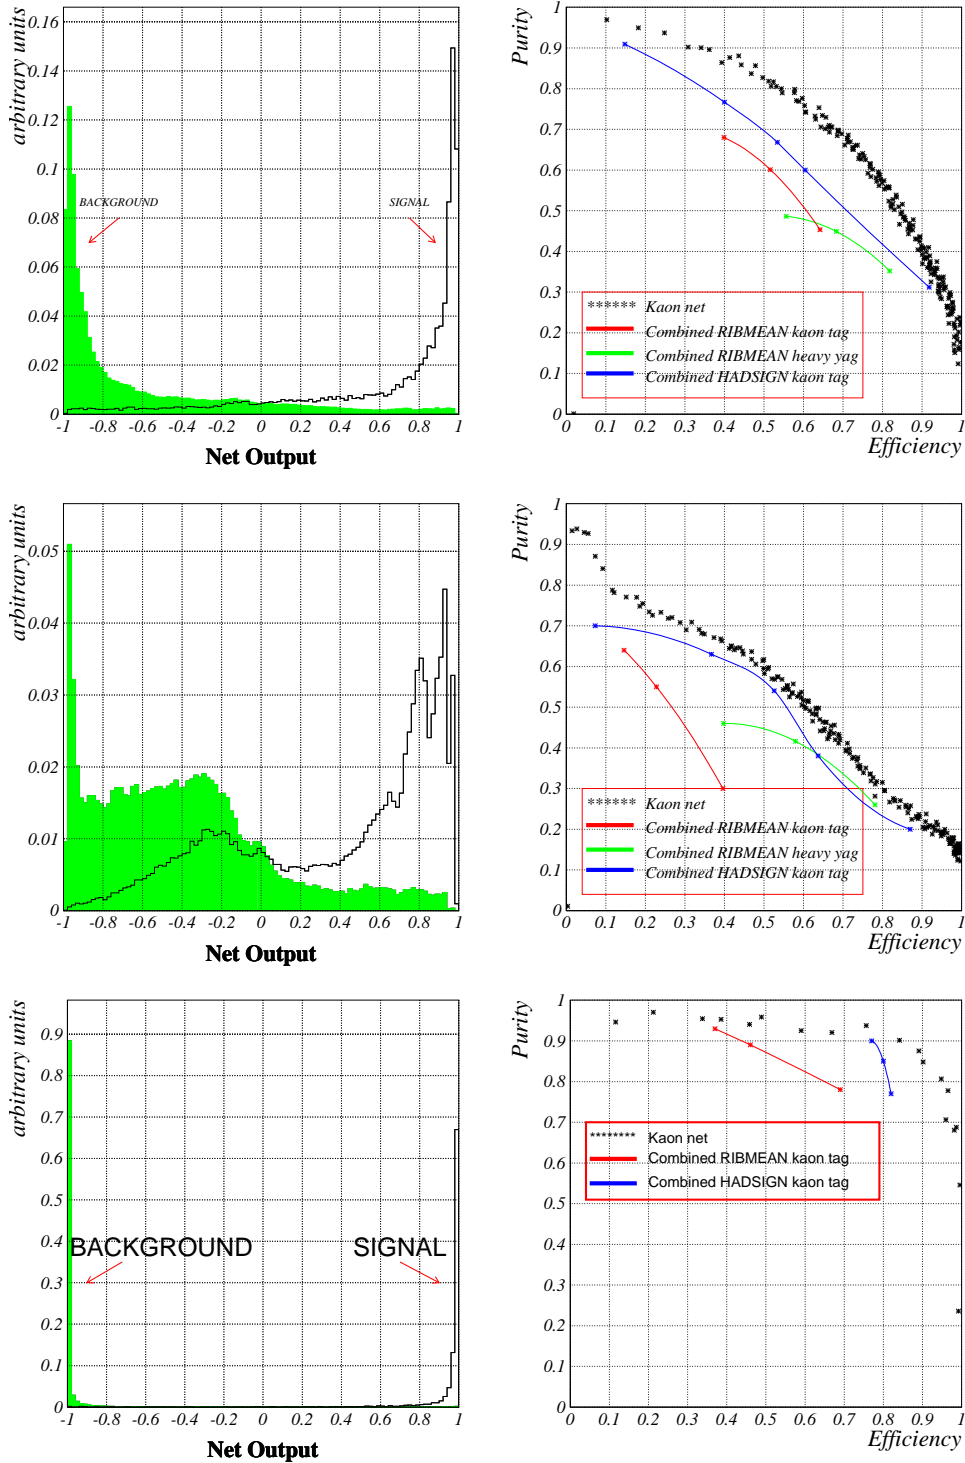 arbitrary units
0.16
0.14
0.12
0.1
0.08
0.06
0.04
0.02
0
BACKGROUND
SIGNAL
-1 -0.8 -0.6 -0.4 -0.2 0 0.2 0.4 0.6 0.8 1
Net Output
Purity
1
0.9
0.8
0.7
0.6
0.5
0.4
0.3
0.2
0.1
0
****** Kaon net
Combined RIBMEAN kaon tag
Combined RIBMEAN heavy yag
Combined HADSIGN kaon tag
0 0.1 0.2 0.3 0.4 0.5 0.6 0.7 0.8 0.9 1
Efficiency
arbitrary units
0.05
0.04
0.03
0.02
0.01
0
-1 -0.8 -0.6 -0.4 -0.2 0 0.2 0.4 0.6 0.8 1
Net Output
Purity
1
0.9
0.8
0.7
0.6
0.5
0.4
0.3
0.2
0.1
0
****** Kaon net
Combined RIBMEAN kaon tag
Combined RIBMEAN heavy yag
Combined HADSIGN kaon tag
0 0.1 0.2 0.3 0.4 0.5 0.6 0.7 0.8 0.9 1
Efficiency
arbitrary units
0.9
0.8
0.7
0.6
0.5
0.4
0.3
0.2
0.1
0
BACKGROUND
SIGNAL
-1 -0.8 -0.6 -0.4 -0.2 0 0.2 0.4 0.6 0.8 1
Net Output
Purity
1
0.9
0.8
0.7
0.6
0.5
0.4
0.3
0.2
0.1
0
******** Kaon net
Combined RIBMEAN kaon tag
Combined HADSIGN kaon tag
0 0.1 0.2 0.3 0.4 0.5 0.6 0.7 0.8 0.9 1
Efficiency